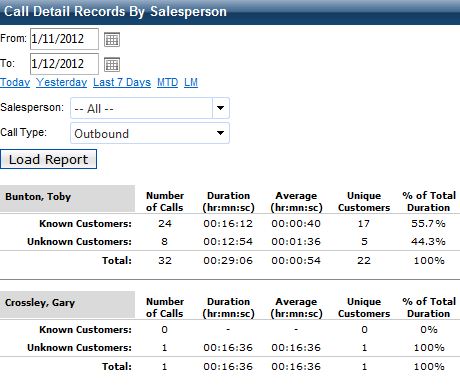 Call Detail Records By Salesperson
From: 1/11/2012
To: 1/12/2012
Today Yesterday Last 7 Days MTD LM
Salesperson: -- All --
Call Type: Outbound
Load Report
Bunton, Toby Number of Calls Duration (hr:mn:sc) Average (hr:mn:sc) Unique Customers % of Total Duration
Known Customers: 24 00:16:12 00:00:40 17 55.7%
Unknown Customers: 8 00:12:54 00:01:36 5 44.3%
Total: 32 00:29:06 00:00:54 22 100%
Crossley, Gary Number of Calls Duration (hr:mn:sc) Average (hr:mn:sc) Unique Customers % of Total Duration
Known Customers: 0 - - 0 0%
Unknown Customers: 1 00:16:36 00:16:36 1 100%
Total: 1 00:16:36 00:16:36 1 100%